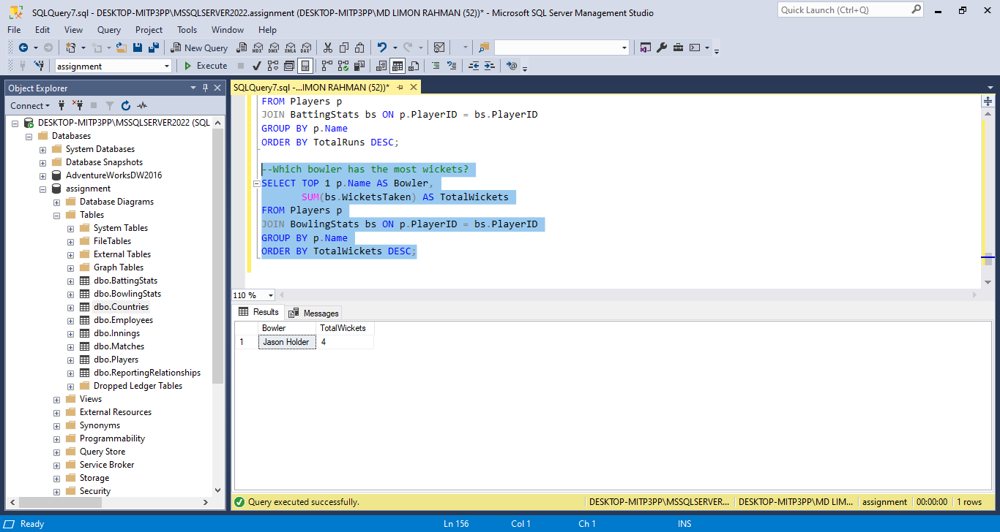 SQLQuery7.sql - DESKTOP-MITP3PP\MSSQLSERVER2022.assignment (DESKTOP-MITP3PP\MD LIMON RAHMAN (52))* - Microsoft SQL Server Management Studio
Quick Launch (Ctrl+Q)
File Edit View Query Project Tools Window Help
New Query MDX DMX XMLA DAX
assignment Execute
Object Explorer
Connect
DESKTOP-MITP3PP\MSSQLSERVER2022 (SQL
Databases
System Databases
Database Snapshots
AdventureWorksDW2016
assignment
Database Diagrams
Tables
System Tables
FileTables
External Tables
Graph Tables
dbo.BattingStats
dbo.BowlingStats
dbo.Countries
dbo.Employees
dbo.Innings
dbo.Matches
dbo.Players
dbo.ReportingRelationships
Dropped Ledger Tables
Views
External Resources
Synonyms
Programmability
Query Store
Service Broker
Storage
Security
SQLQuery7.sql -...IMON RAHMAN (52))*
FROM Players p
JOIN BattingStats bs ON p.PlayerID = bs.PlayerID
GROUP BY p.Name
ORDER BY TotalRuns DESC;
--Which bowler has the most wickets?
SELECT TOP 1 p.Name AS Bowler,
SUM(bs.WicketsTaken) AS TotalWickets
FROM Players p
JOIN BowlingStats bs ON p.PlayerID = bs.PlayerID
GROUP BY p.Name
ORDER BY TotalWickets DESC;
110 %
Results Messages
Bowler TotalWickets
1 Jason Holder 4
Query executed successfully.
DESKTOP-MITP3PP\MSSQLSERVER... DESKTOP-MITP3PP\MD LIM... assignment 00:00:00 1 rows
Ready Ln 156 Col 1 Ch 1 INS